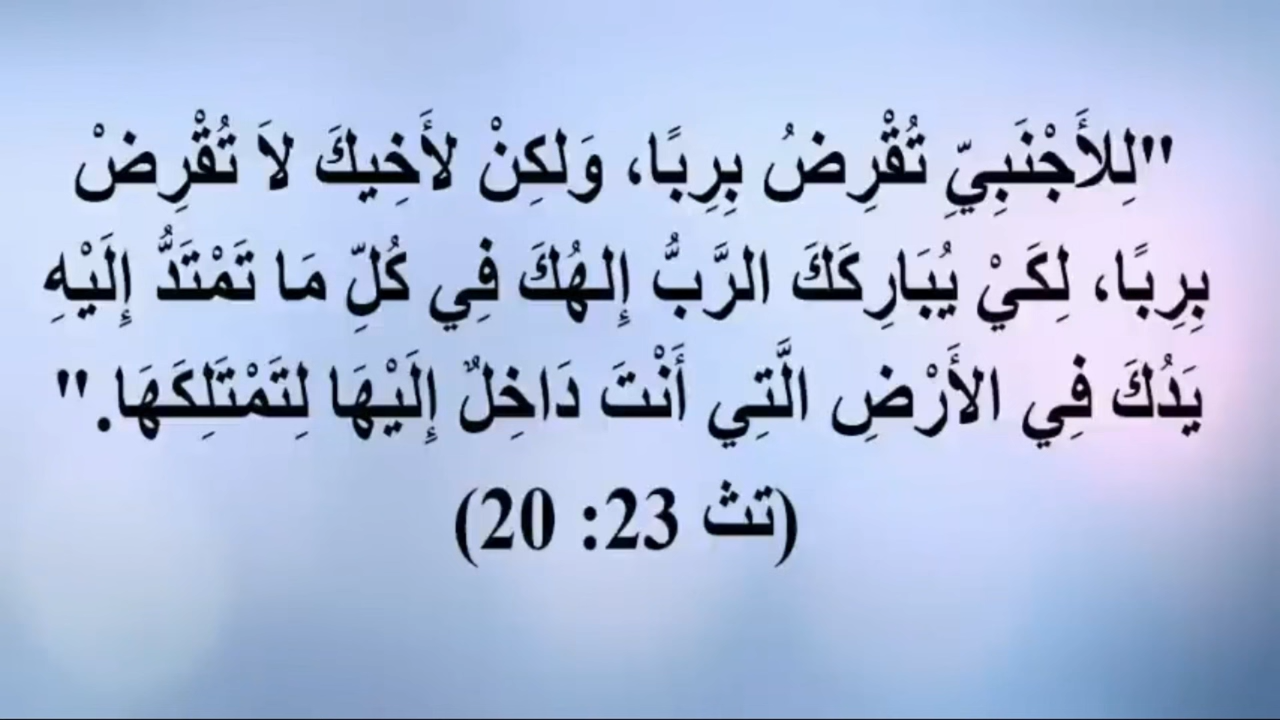 "لِلأَجْنَبِيِّ تُقْرِضُ بِرِبًا، وَلكِنْ لأَخِيكَ لاَ تُقْرِضْ
بِرِبًا، لِكَيْ يُبَارِكَكَ الرَّبُّ إِلهُكَ فِي كُلِّ مَا تَمْتَدُّ إِلَيْهِ
يَدُكَ فِي الأَرْضِ الَّتِي أَنْتَ دَاخِلٌ إِلَيْهَا لِتَمْتَلِكَهَا."
(تث 23: 20)